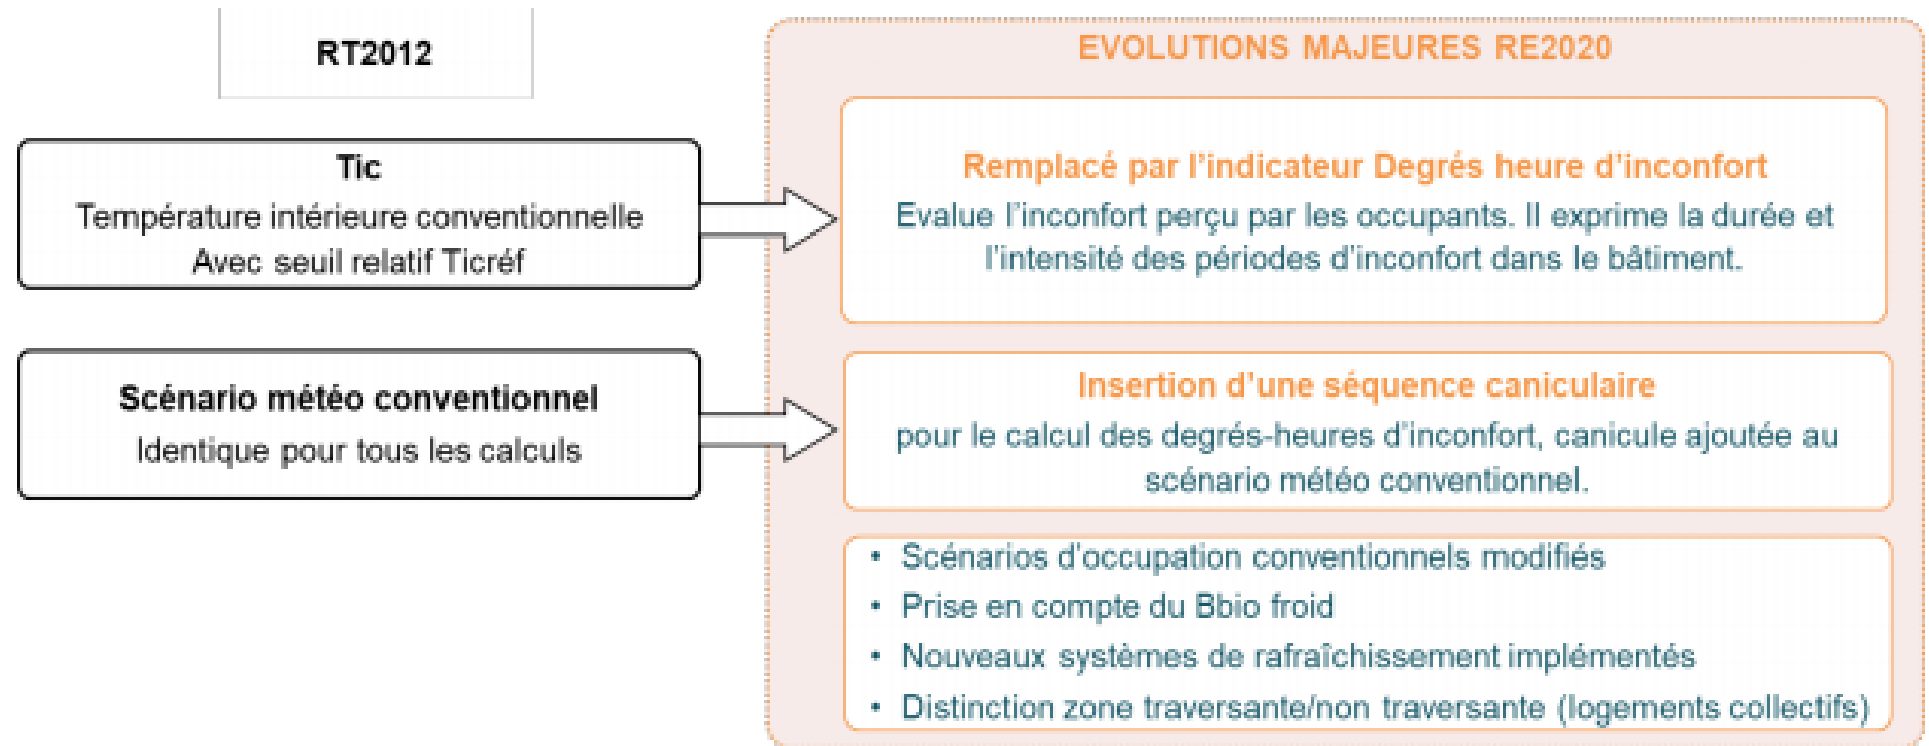 RT2012
Tic
Température intérieure conventionnelle
Avec seuil relatif Ticréf
Scénario météo conventionnel
Identique pour tous les calculs
EVOLUTIONS MAJEURES RE2020
Remplacé par l'indicateur Degrés heure d'inconfort
Evalue l'inconfort perçu par les occupants. Il exprime la durée et
l'intensité des périodes d'inconfort dans le bâtiment.
Insertion d'une séquence caniculaire
pour le calcul des degrés-heures d'inconfort, canicule ajoutée au
scénario météo conventionnel.
• Scénarios d'occupation conventionnels modifiés
• Prise en compte du Bbio froid
• Nouveaux systèmes de rafraîchissement implémentés
• Distinction zone traversante/non traversante (logements collectifs)